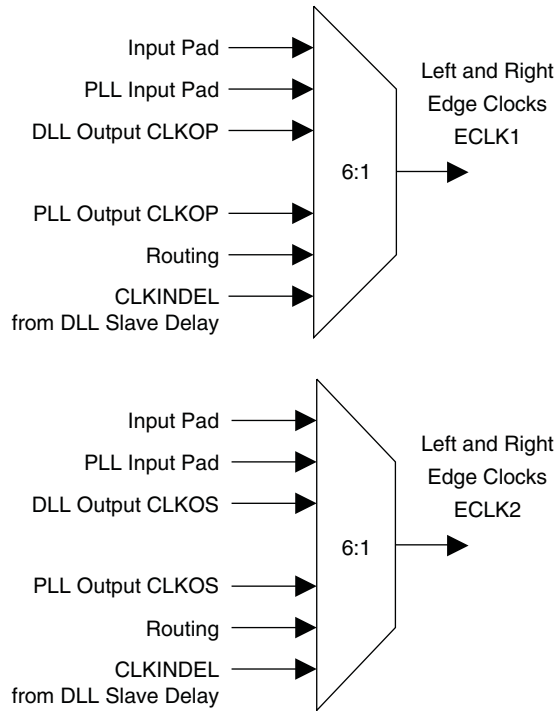 Input Pad
PLL Input Pad
DLL Output CLKOP
PLL Output CLKOP
Routing
CLKINDEL
from DLL Slave Delay
6:1
Left and Right
Edge Clocks
ECLK1
Input Pad
PLL Input Pad
DLL Output CLKOS
PLL Output CLKOS
Routing
CLKINDEL
from DLL Slave Delay
6:1
Left and Right
Edge Clocks
ECLK2